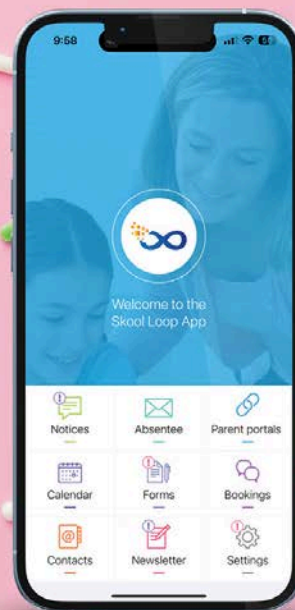 9:58
Welcome to the
Skool Loop App
Notices
Absentee
Parent portals
Calendar
Forms
Bookings
Contacts
Newsletter
Settings